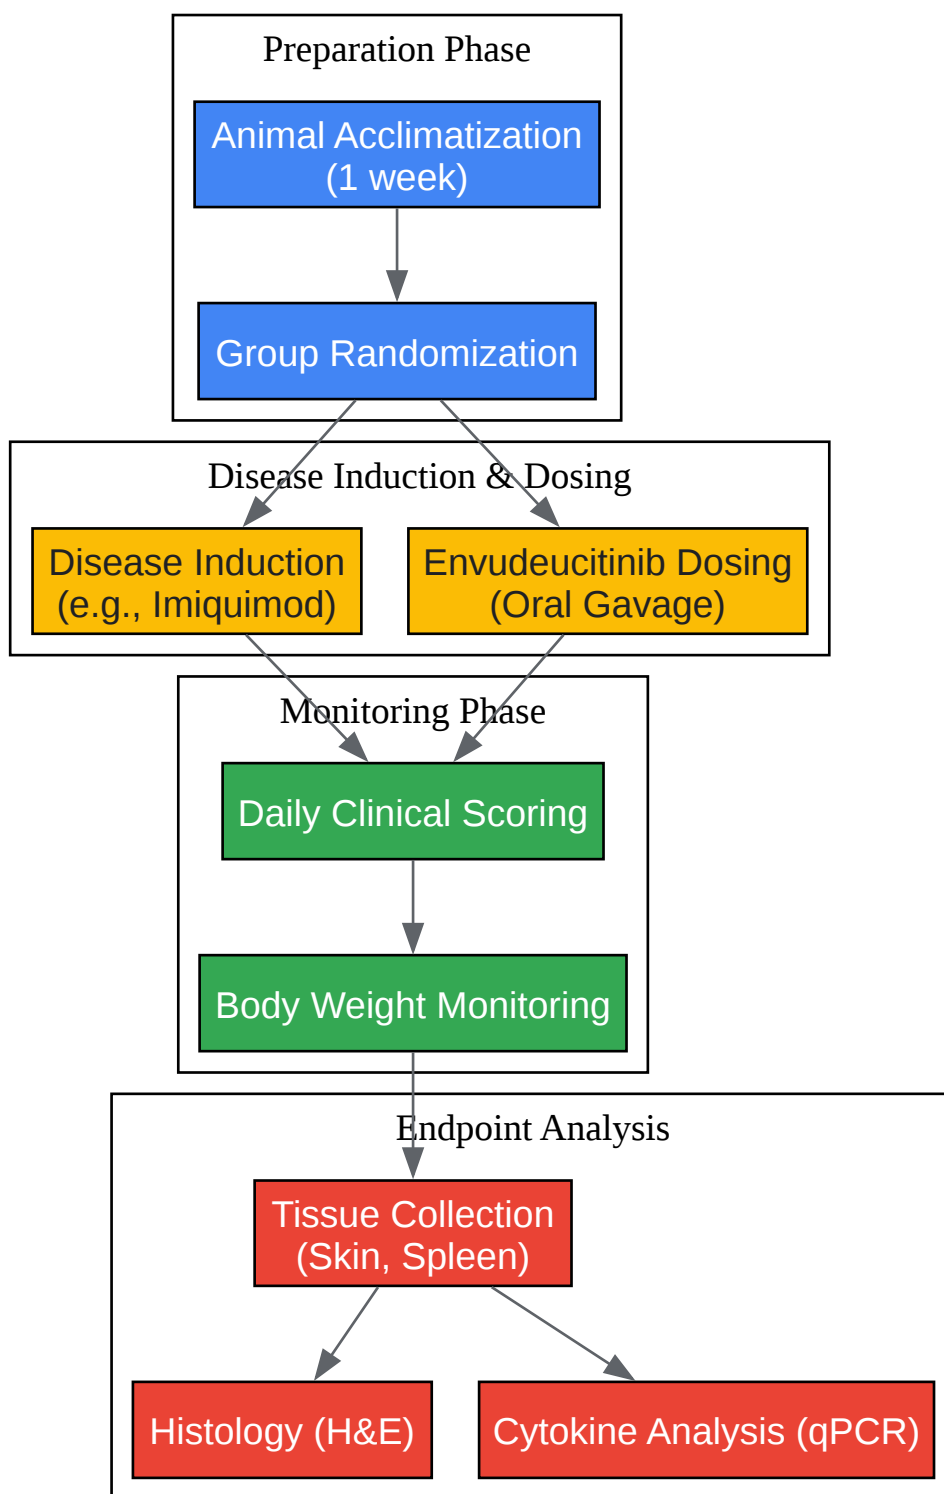 Preparation Phase
Animal Acclimatization
(1 week)
Group Randomization
Disease Induction & Dosing
Disease Induction
(e.g., Imiquimod)
Envudeucitinib Dosing
(Oral Gavage)
Monitoring Phase
Daily Clinical Scoring
Body Weight Monitoring
Endpoint Analysis
Tissue Collection
(Skin, Spleen)
Histology (H&E)
Cytokine Analysis (qPCR)